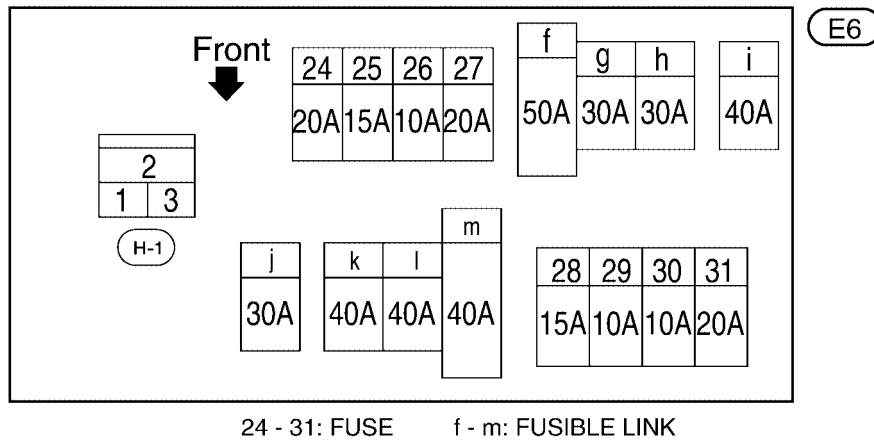 E6
Front
f
g h i
24 25 26 27
20A 15A 10A 20A
50A 30A 30A 40A
2
1 3
H-1
m
j k l
28 29 30 31
30A 40A 40A 40A
15A 10A 10A 20A
24 - 31: FUSE f - m: FUSIBLE LINK